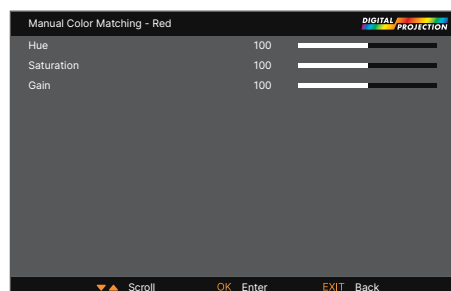 Manual Color Matching - Red
DIGITAL
PROJECTION
Hue 100
Saturation 100
Gain 100
Scroll OK Enter EXIT Back